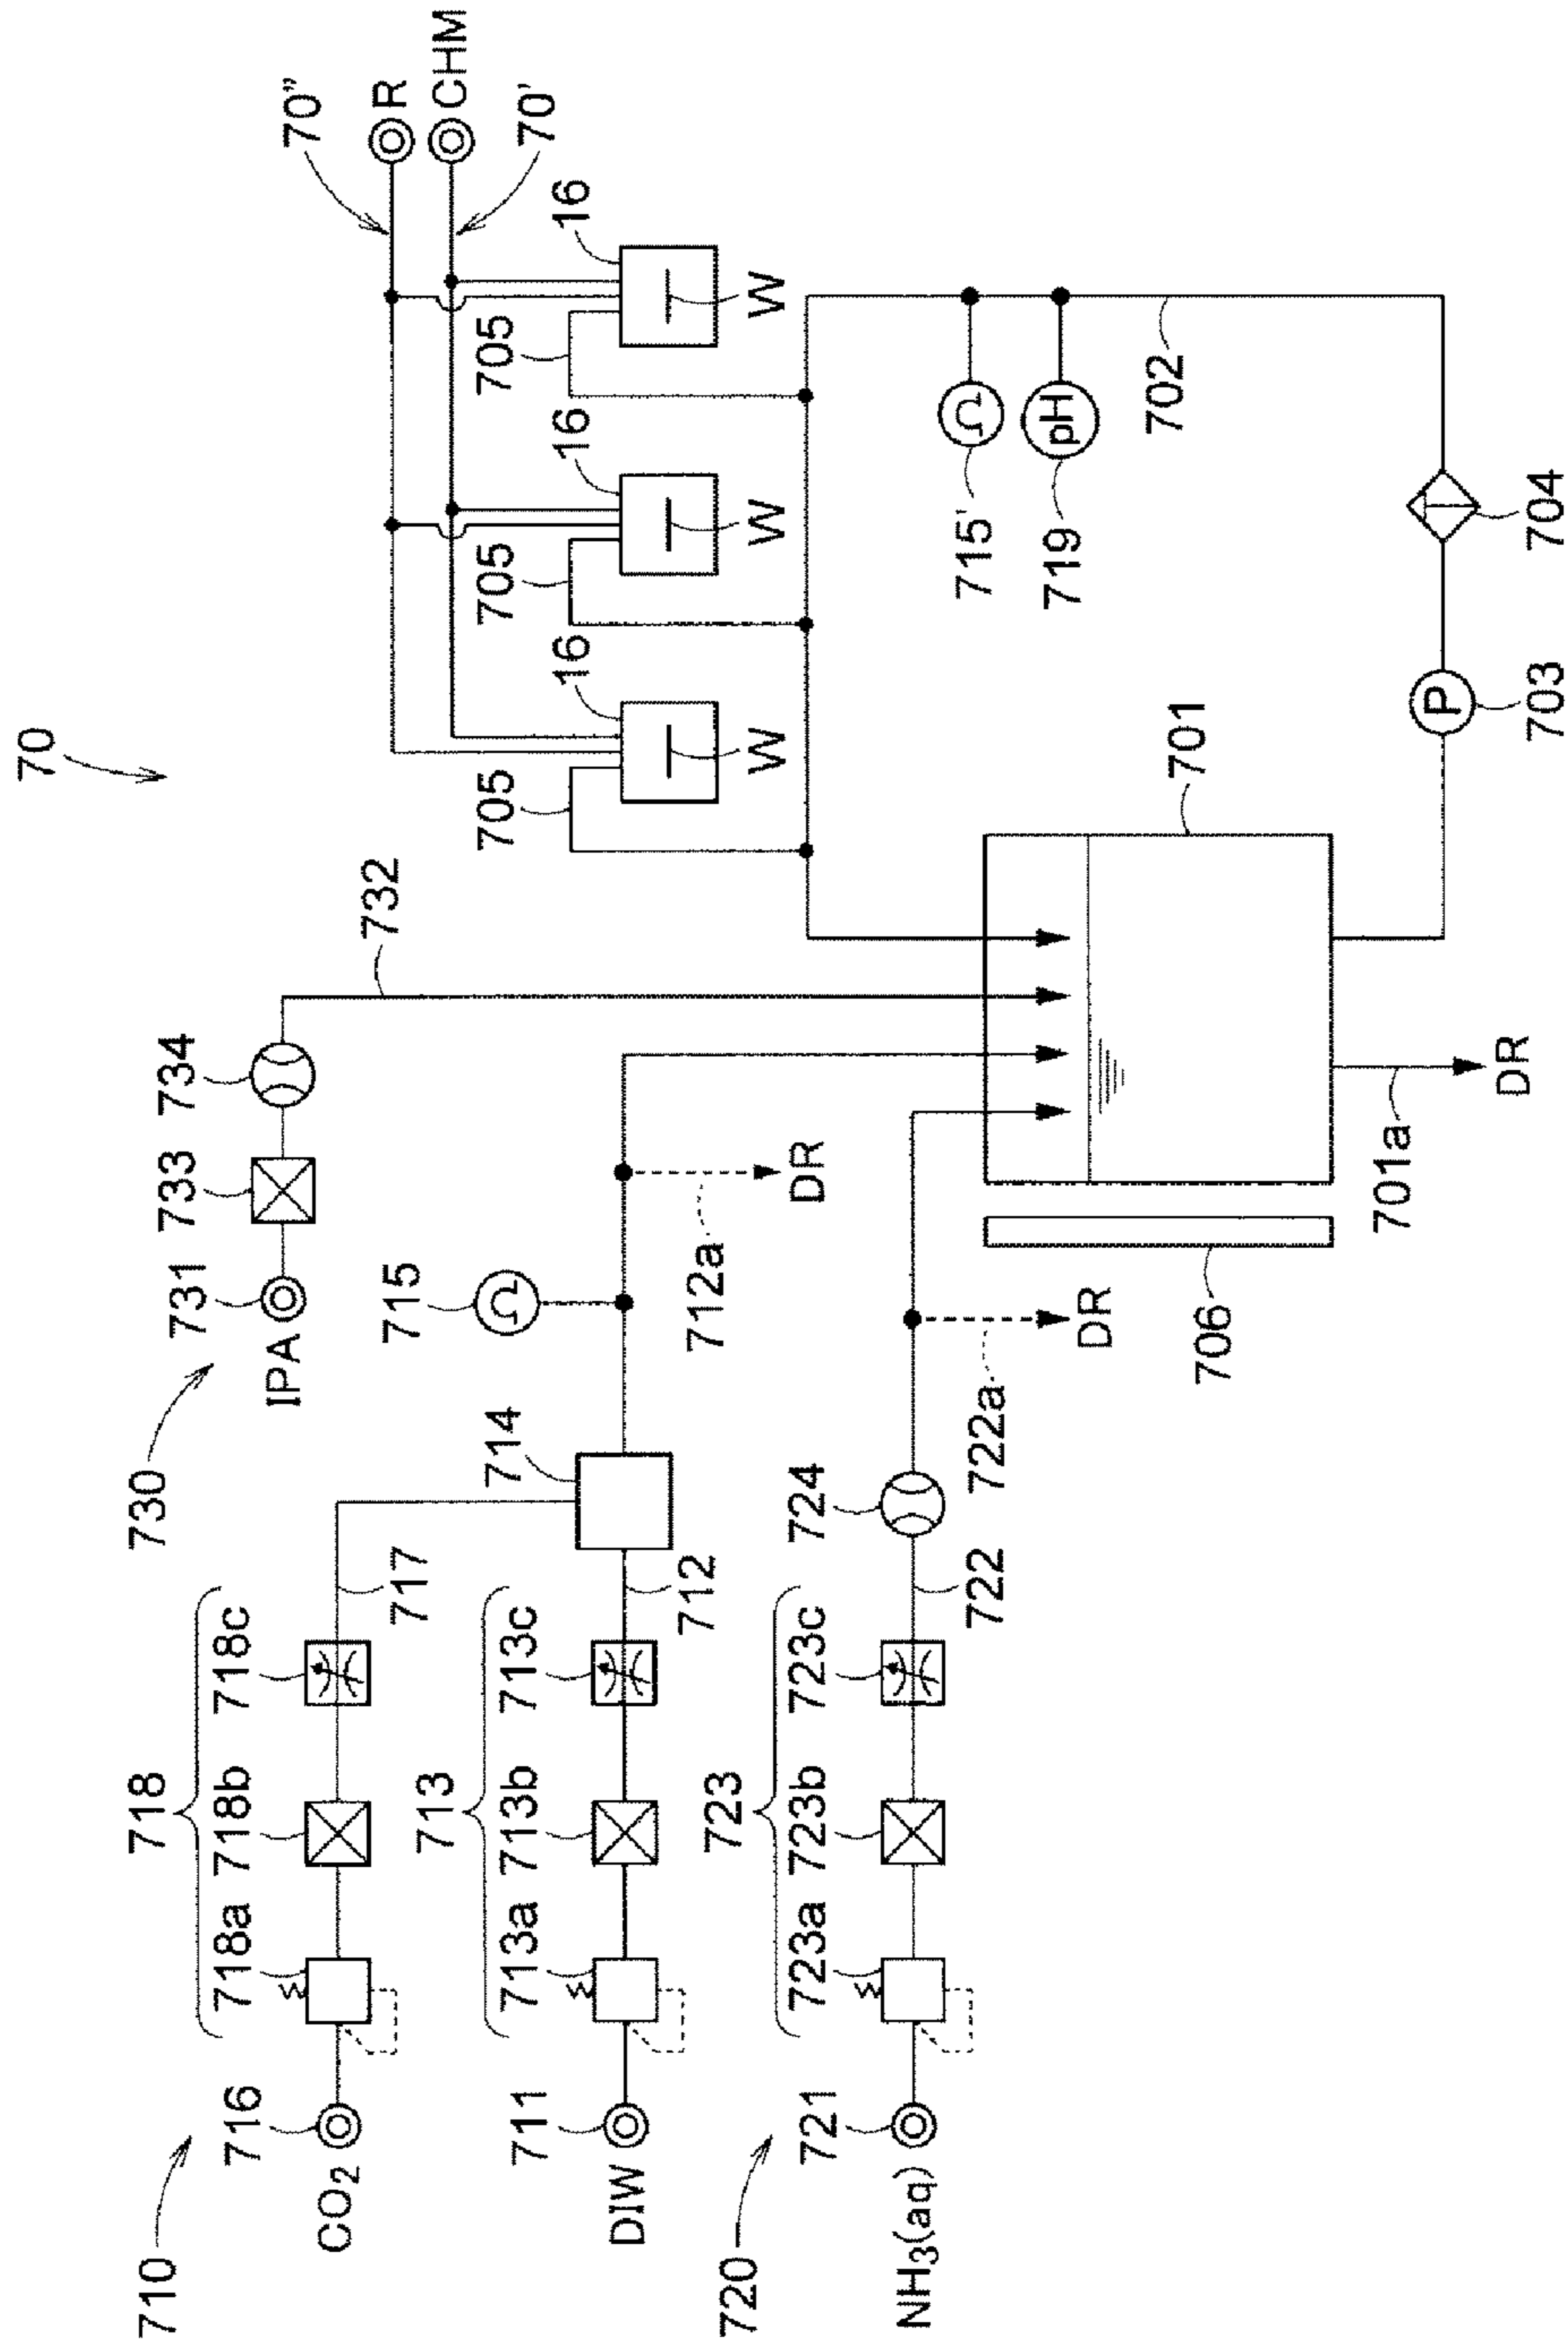 70
730
731
733
734
IPA
732
70"
R
CHM
70'
16
16
16
705
705
705
W
W
W
710
716
CO2
718
718a
718b
718c
717
714
715
711
DIW
713
713a
713b
713c
712
712a
DR
720
721
NH3(aq)
723
723a
723b
723c
722
724
722a
DR
706
701
701a
DR
P
703
704
702
Ω
Ω
715'
pH
719